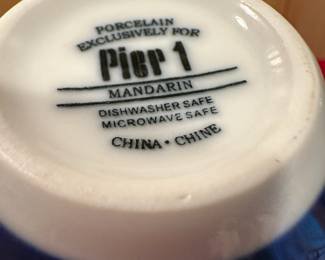 PORCELAIN
EXCLUSIVELY FOR
Pier 1
MANDARIN
DISHWASHER SAFE
MICROWAVE SAFE
CHINA • CHINE